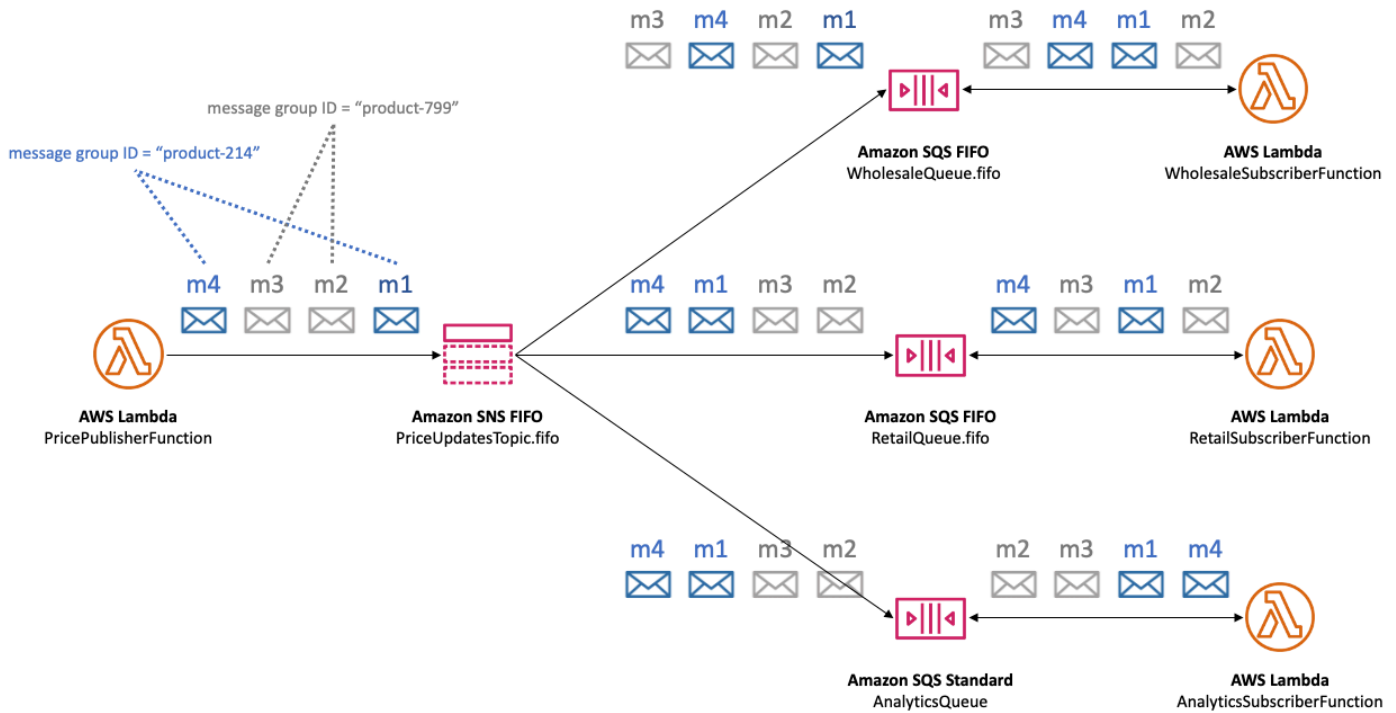 m3 m4 m2 m1 m3 m4 m1 m2
message group ID = “product-799”
message group ID = “product-214”
Amazon SQS FIFO
WholesaleQueue.fifo
AWS Lambda
WholesaleSubscriberFunction
m4 m3 m2 m1
m4 m1 m3 m2 m4 m3 m1 m2
AWS Lambda
PricePublisherFunction
Amazon SNS FIFO
PriceUpdatesTopic.fifo
Amazon SQS FIFO
RetailQueue.fifo
AWS Lambda
RetailSubscriberFunction
m4 m1 m3 m2 m2 m3 m1 m4
Amazon SQS Standard
AnalyticsQueue
AWS Lambda
AnalyticsSubscriberFunction